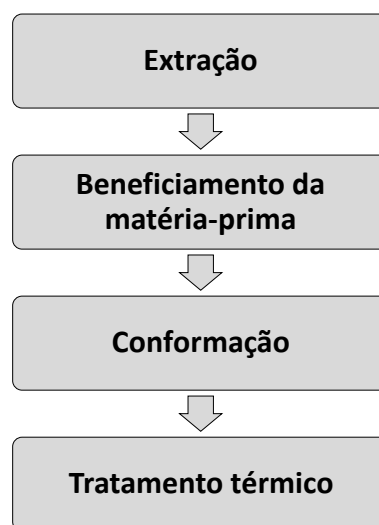 Extração
Beneficiamento da
matéria-prima
Conformação
Tratamento térmico